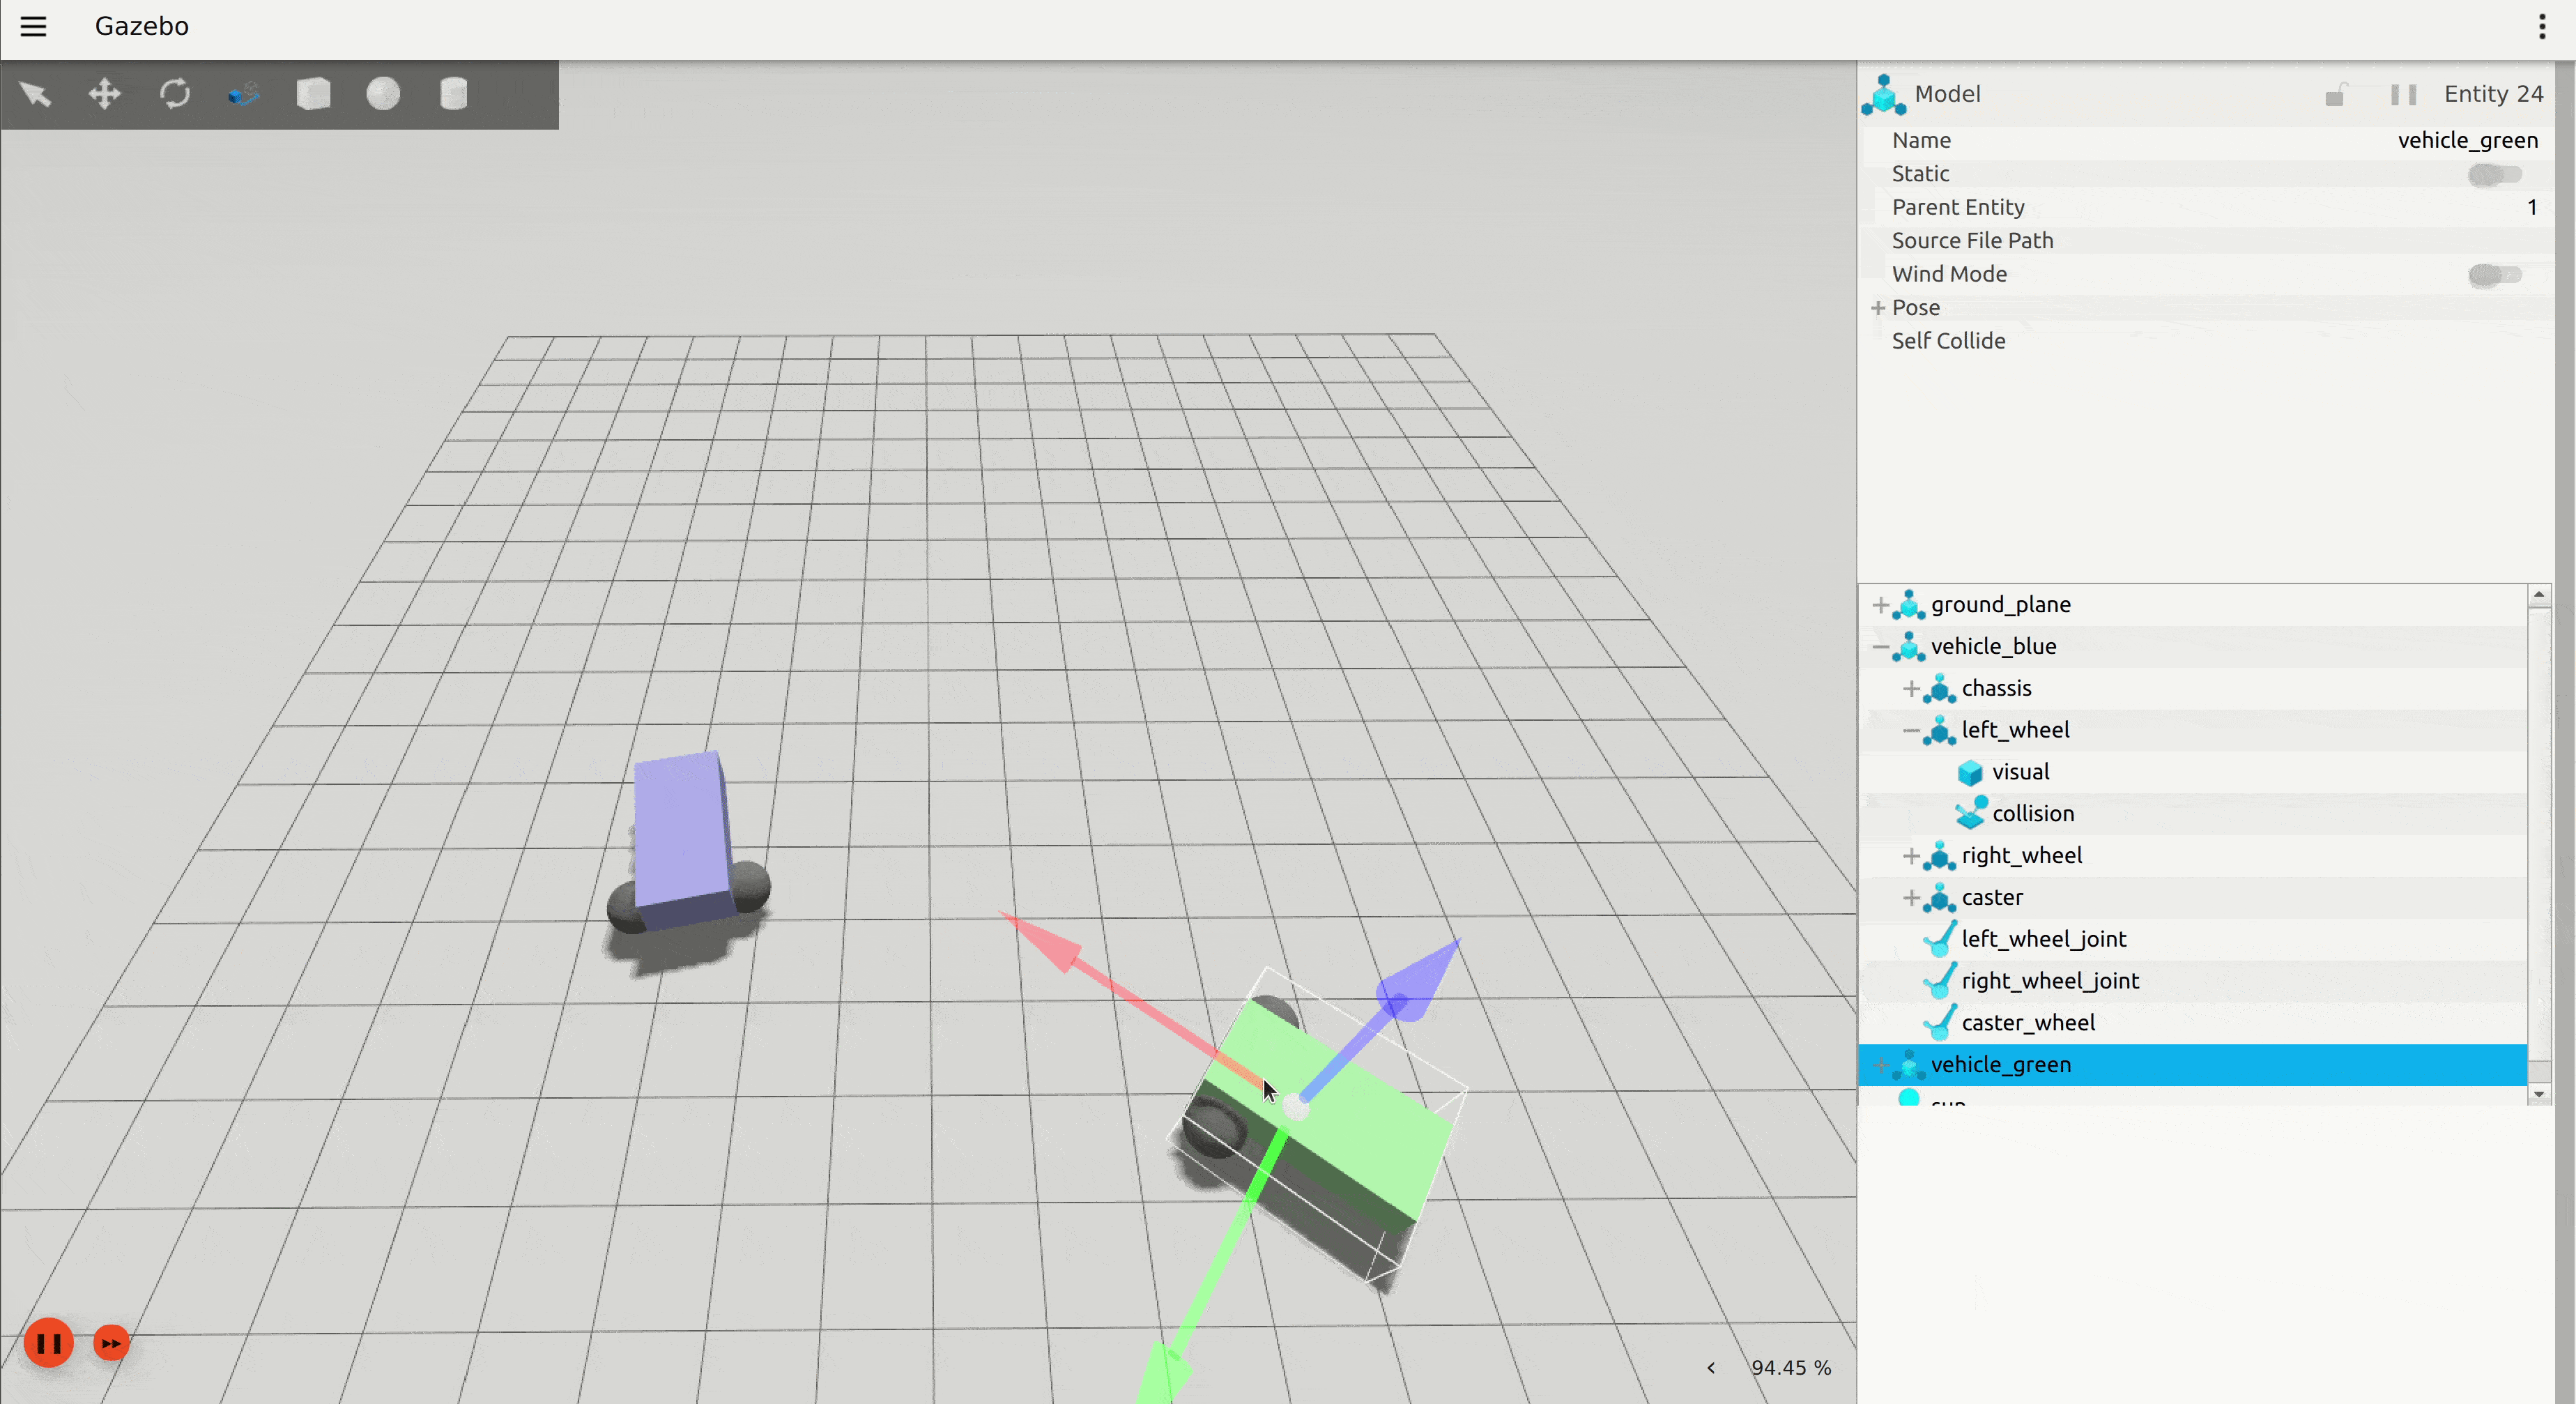 Gazebo
Model Entity 24
Name vehicle_green
Static
Parent Entity 1
Source File Path
Wind Mode
+ Pose
Self Collide
+ ground_plane
− vehicle_blue
+ chassis
− left_wheel
visual
collision
+ right_wheel
+ caster
left_wheel_joint
right_wheel_joint
caster_wheel
+ vehicle_green
sun
< 94.45 %